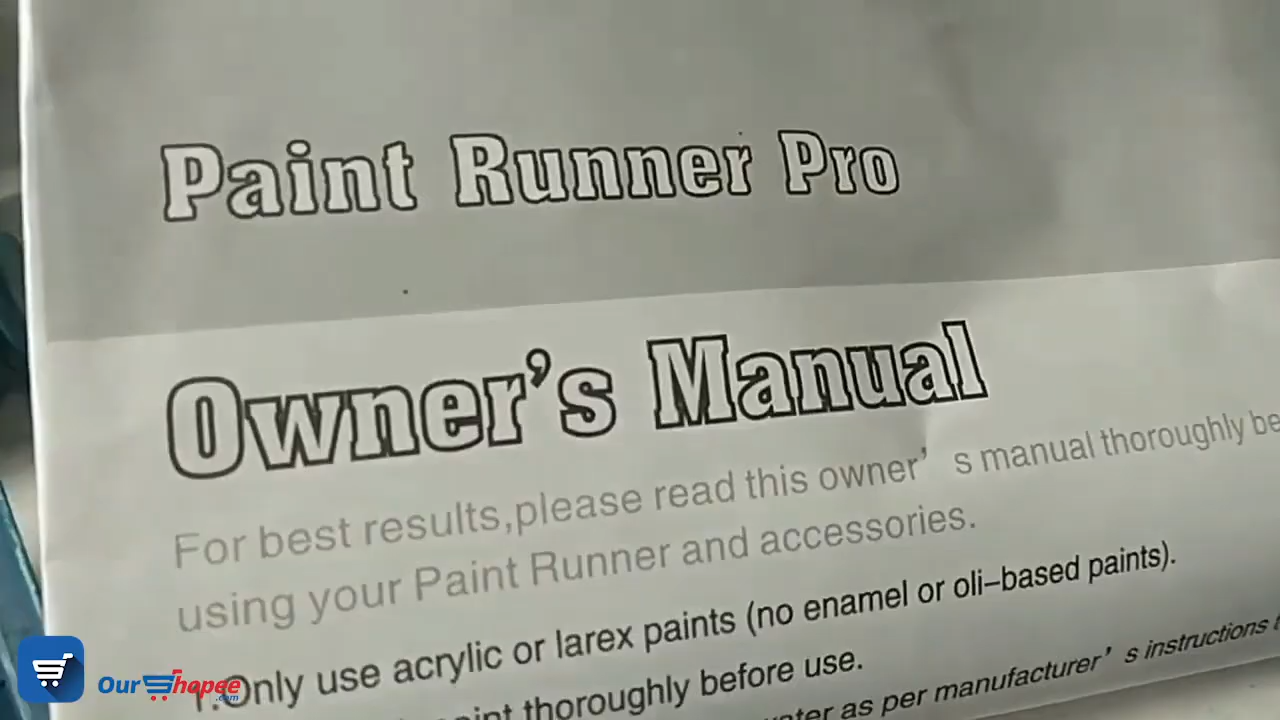 Paint Runner Pro
Owner's Manual
For best results,please read this owner's manual thoroughly be
using your Paint Runner and accessories.
1.Only use acrylic or larex paints (no enamel or oli-based paints).
thoroughly before use.
as per manufacturer's instructions
OurShopee
.com